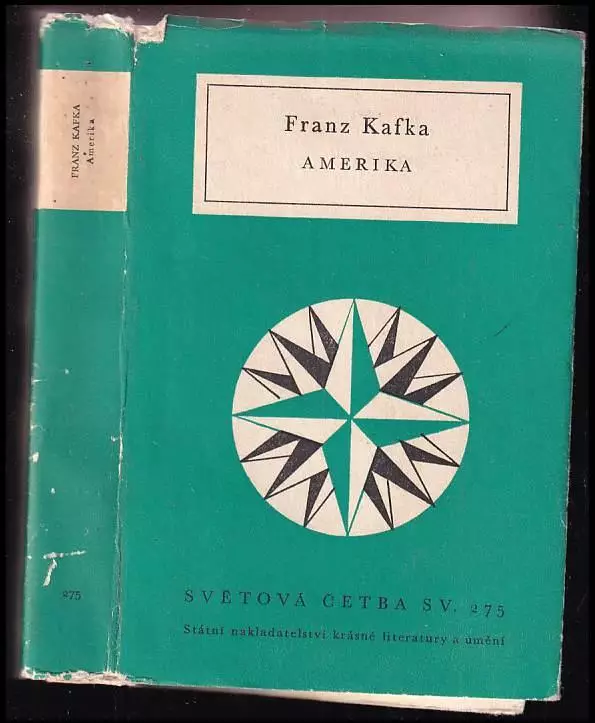 FRANZ KAFKA
Amerika
275
Franz Kafka
AMERIKA
SVĚTOVÁ ČETBA SV. 275
Státní nakladatelství krásné literatury a umění